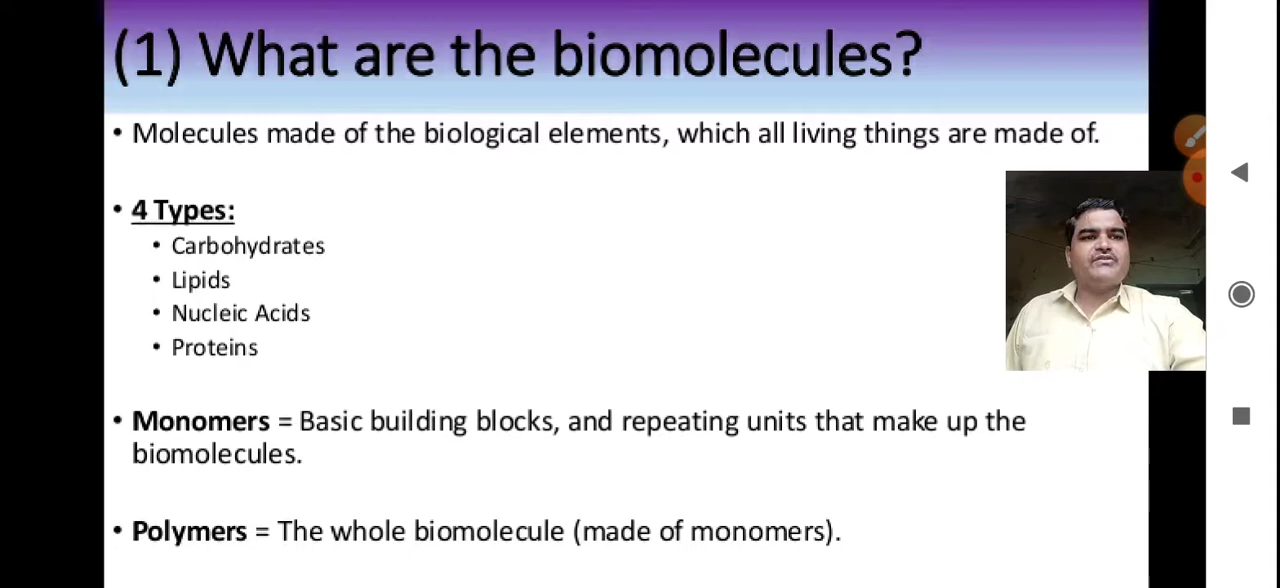 (1) What are the biomolecules?
• Molecules made of the biological elements, which all living things are made of.
• 4 Types:
• Carbohydrates
• Lipids
• Nucleic Acids
• Proteins
• Monomers = Basic building blocks, and repeating units that make up the
biomolecules.
• Polymers = The whole biomolecule (made of monomers).